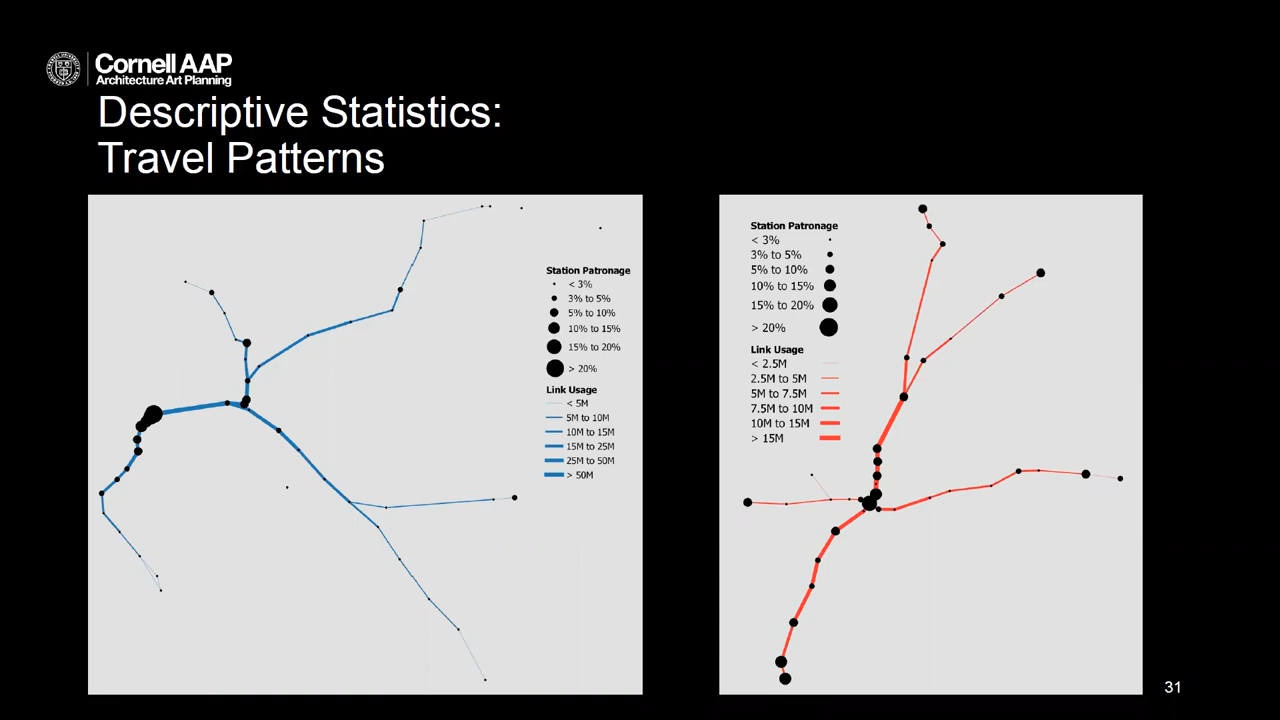 Cornell AAP
Architecture Art Planning
Descriptive Statistics:
Travel Patterns
Station Patronage
< 3%
3% to 5%
5% to 10%
10% to 15%
15% to 20%
> 20%
Link Usage
< 5M
5M to 10M
10M to 15M
15M to 25M
25M to 50M
> 50M
Station Patronage
< 3%
3% to 5%
5% to 10%
10% to 15%
15% to 20%
> 20%
Link Usage
< 2.5M
2.5M to 5M
5M to 7.5M
7.5M to 10M
10M to 15M
> 15M
31